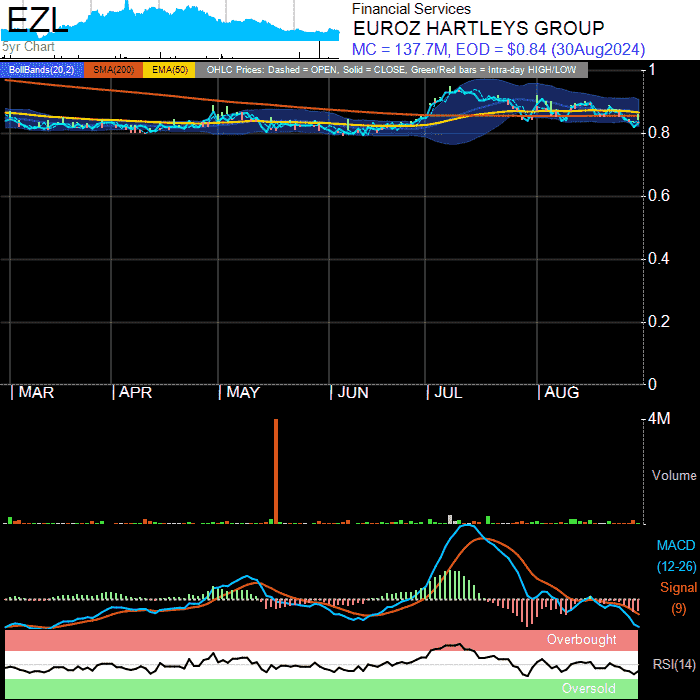 EZL
5yr Chart
Financial Services
EUROZ HARTLEYS GROUP
MC = 137.7M, EOD = $0.84 (30Aug2024)
BollBands(20,2) SMA(200) EMA(50) OHLC Prices: Dashed = OPEN, Solid = CLOSE, Green/Red bars = Intra-day HIGH/LOW
1
0.8
0.6
0.4
0.2
0
MAR APR MAY JUN JUL AUG
4M
Volume
MACD
(12-26)
Signal
(9)
Overbought
RSI(14)
Oversold